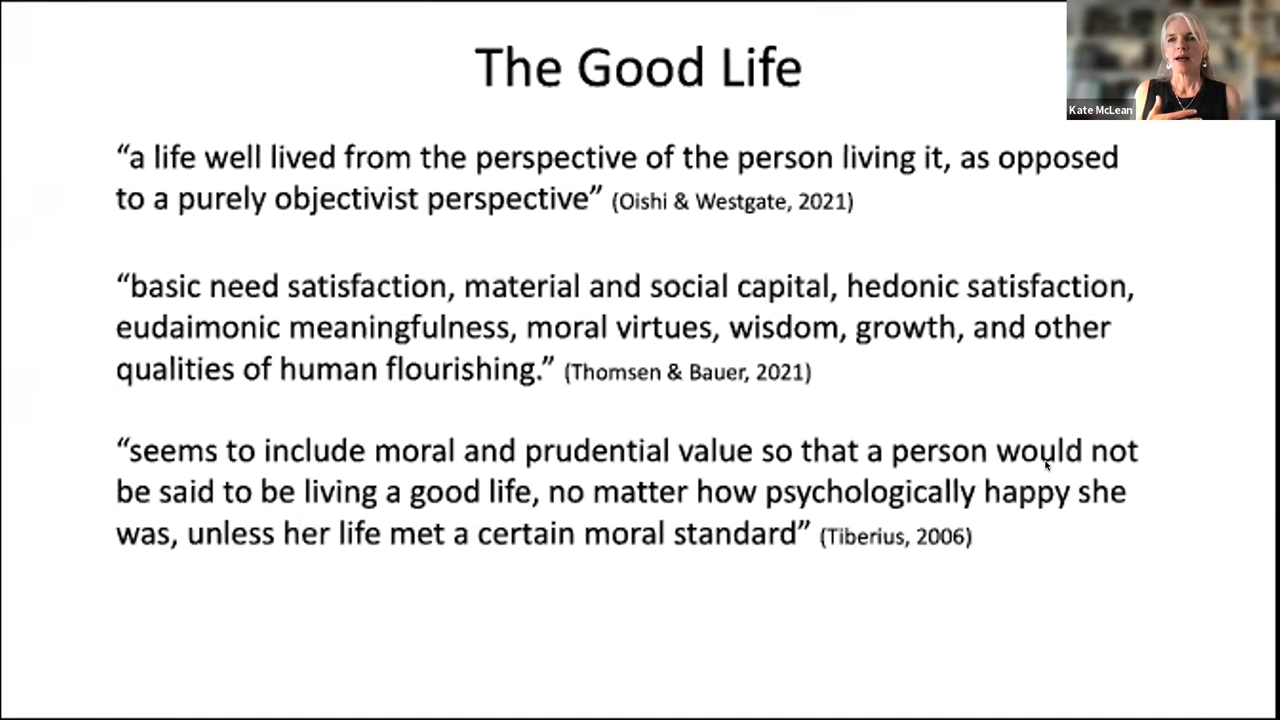 The Good Life
Kate McLean
“a life well lived from the perspective of the person living it, as opposed
to a purely objectivist perspective” (Oishi & Westgate, 2021)
“basic need satisfaction, material and social capital, hedonic satisfaction,
eudaimonic meaningfulness, moral virtues, wisdom, growth, and other
qualities of human flourishing.” (Thomsen & Bauer, 2021)
“seems to include moral and prudential value so that a person would not
be said to be living a good life, no matter how psychologically happy she
was, unless her life met a certain moral standard” (Tiberius, 2006)